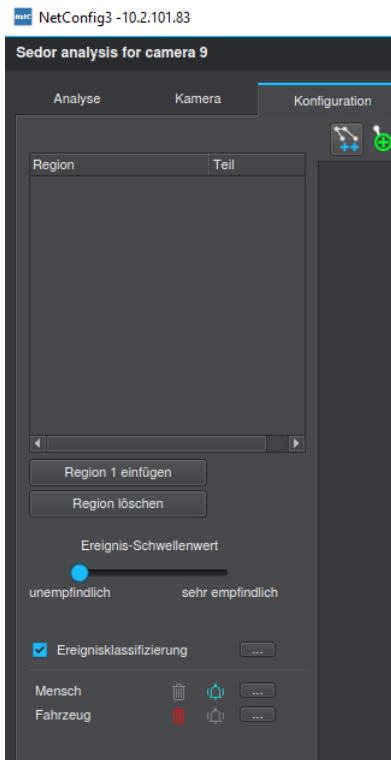 NetC NetConfig3 -10.2.101.83
Sedor analysis for camera 9
Analyse Kamera Konfiguration
Region Teil
Region 1 einfügen
Region löschen
Ereignis-Schwellenwert
unempfindlich sehr empfindlich
Ereignisklassifizierung ...
Mensch ...
Fahrzeug ...